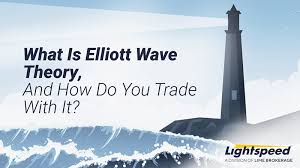 What Is Elliott Wave
Theory,
And How Do You Trade
With It?
Lightspeed
A DIVISION OF LIME BROKERAGE